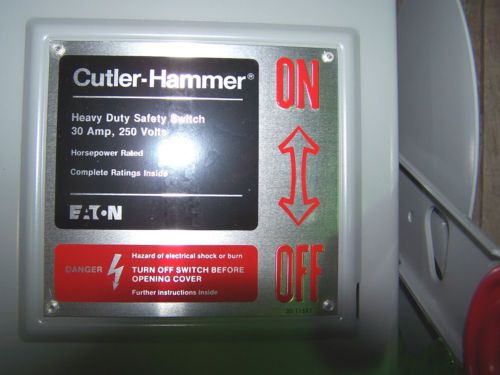 Cutler-Hammer®
Heavy Duty Safety Switch
30 Amp, 250 Volts
Horsepower Rated
Complete Ratings Inside
EATON
ON
OFF
DANGER
Hazard of electrical shock or burn
TURN OFF SWITCH BEFORE
OPENING COVER
Further instructions Inside